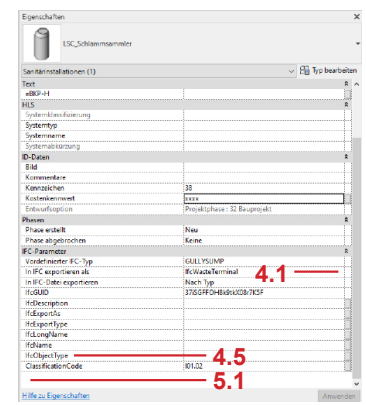 Eigenschaften
LSC_Schlammsammler
Sanitärinstallationen (1) Typ bearbeiten
Text
eBKP-H
HLS
Systemklassifizierung
Systemtyp
Systemname
Systemabkürzung
ID-Daten
Bild
Kommentare
Kennzeichen 38
Kostenkennwert xxxx
Entwurfsoption Projektphase : 32 Bauprojekt
Phasen
Phase erstellt Neu
Phase abgebrochen Keine
IFC-Parameter
Vordefinierter IFC-Typ GULLYSUMP
In IFC exportieren als IfcWasteTerminal 4.1
In IFC-Datei exportieren Nach Typ
IfcGUID
IfcDescription
IfcExportAs
IfcExportType
IfcLongName
IfcName
IfcObjectType 4.5
ClassificationCode I01.02
5.1
Hilfe zu Eigenschaften Anwenden